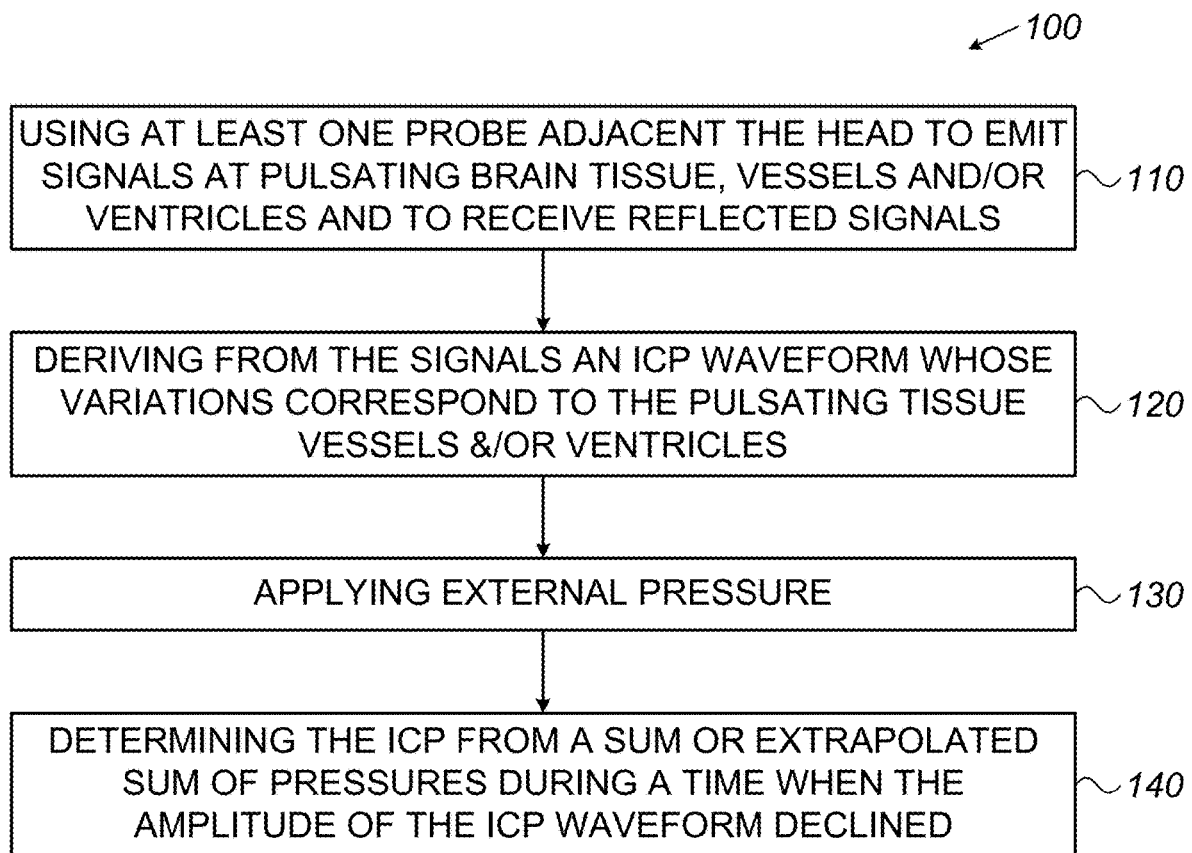 100
USING AT LEAST ONE PROBE ADJACENT THE HEAD TO EMIT
SIGNALS AT PULSATING BRAIN TISSUE, VESSELS AND/OR
VENTRICLES AND TO RECEIVE REFLECTED SIGNALS
110
DERIVING FROM THE SIGNALS AN ICP WAVEFORM WHOSE
VARIATIONS CORRESPOND TO THE PULSATING TISSUE
VESSELS &/OR VENTRICLES
120
APPLYING EXTERNAL PRESSURE
130
DETERMINING THE ICP FROM A SUM OR EXTRAPOLATED
SUM OF PRESSURES DURING A TIME WHEN THE
AMPLITUDE OF THE ICP WAVEFORM DECLINED
140